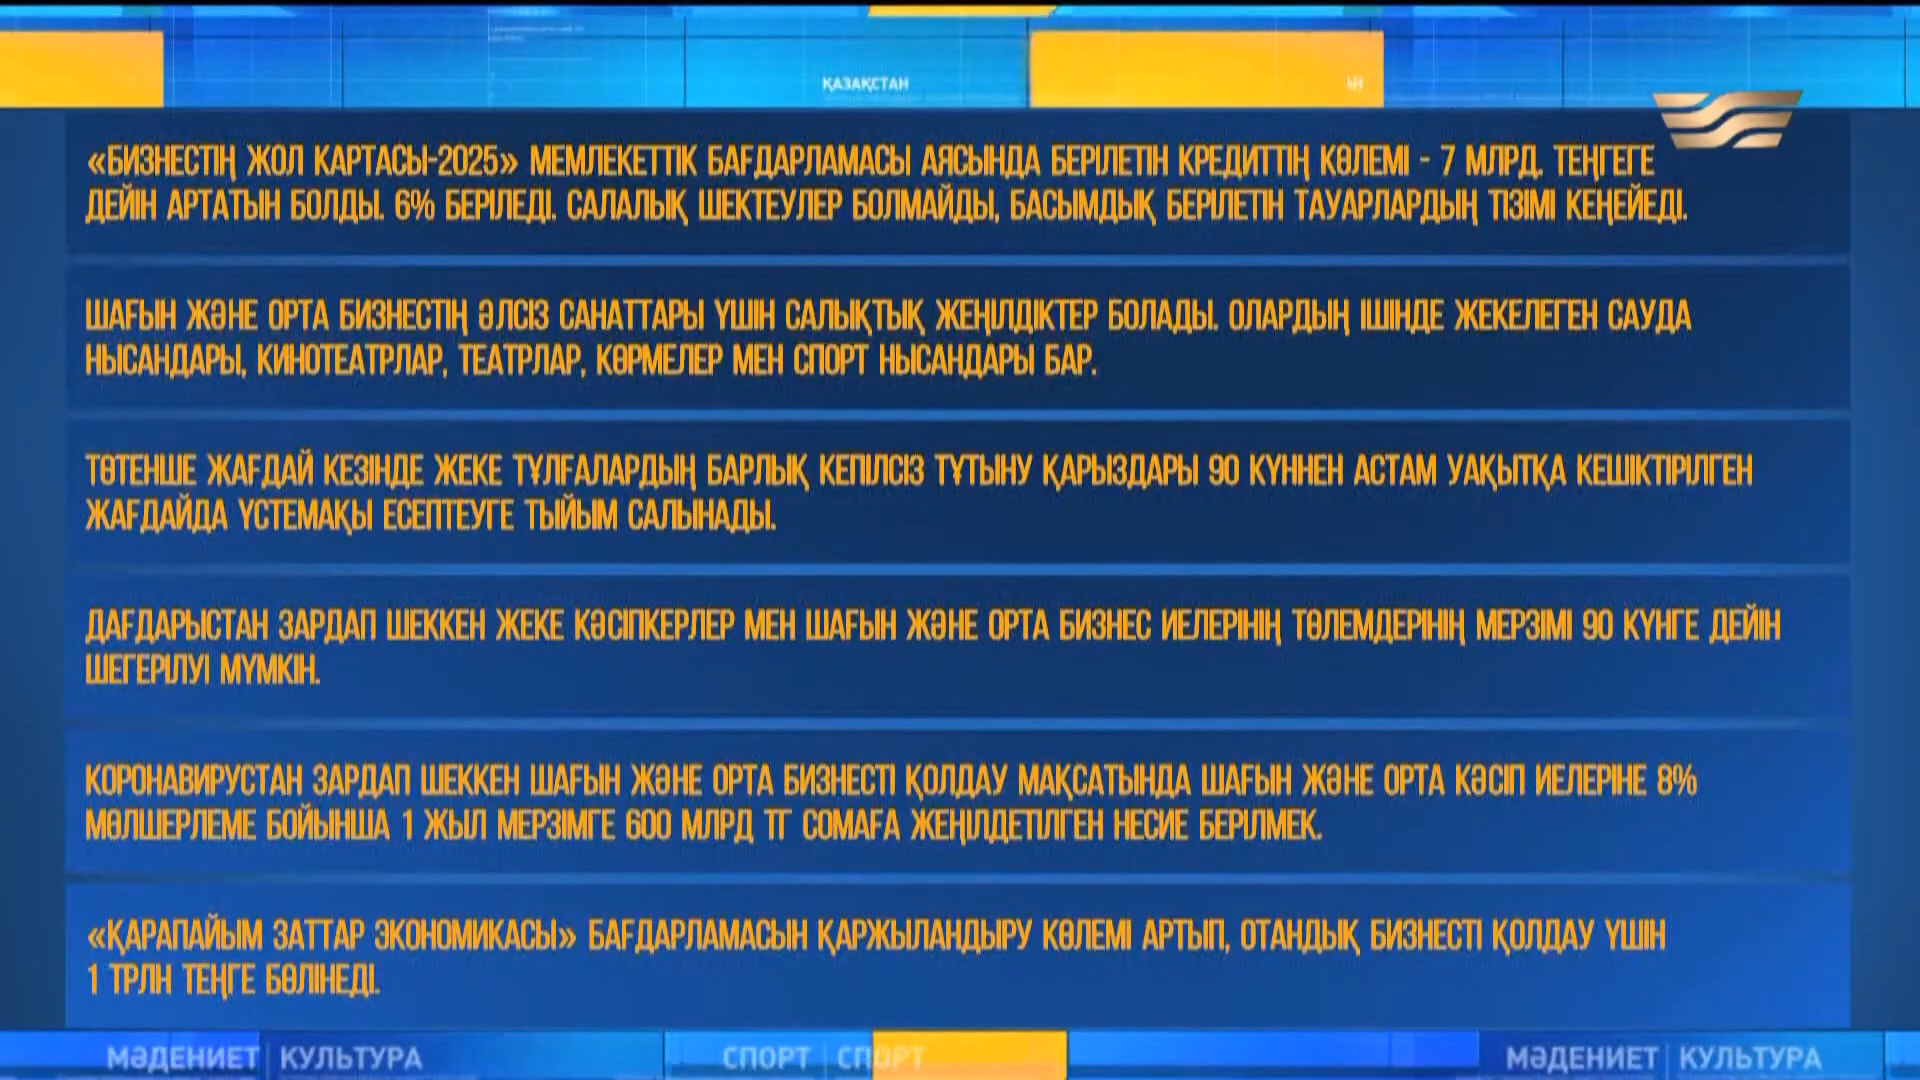 ҚАЗАҚСТАН
«БИЗНЕСТІҢ ЖОЛ КАРТАСЫ-2025» МЕМЛЕКЕТТІК БАҒДАРЛАМАСЫ АЯСЫНДА БЕРІЛЕТІН КРЕДИТТІҢ КӨЛЕМІ - 7 МЛРД. ТЕҢГЕГЕ
ДЕЙІН АРТАТЫН БОЛДЫ. 6% БЕРІЛЕДІ. САЛАЛЫҚ ШЕКТЕУЛЕР БОЛМАЙДЫ, БАСЫМДЫҚ БЕРІЛЕТІН ТАУАРЛАРДЫҢ ТІЗІМІ КЕҢЕЙЕДІ.
ШАҒЫН ЖӘНЕ ОРТА БИЗНЕСТІҢ ӘЛСІЗ САНАТТАРЫ ҮШІН САЛЫҚТЫҚ ЖЕҢІЛДІКТЕР БОЛАДЫ. ОЛАРДЫҢ ІШІНДЕ ЖЕКЕЛЕГЕН САУДА
НЫСАНДАРЫ, КИНОТЕАТРЛАР, ТЕАТРЛАР, КӨРМЕЛЕР МЕН СПОРТ НЫСАНДАРЫ БАР.
ТӨТЕНШЕ ЖАҒДАЙ КЕЗІНДЕ ЖЕКЕ ТҰЛҒАЛАРДЫҢ БАРЛЫҚ КЕПІЛСІЗ ТҰТЫНУ ҚАРЫЗДАРЫ 90 КҮННЕН АСТАМ УАҚЫТҚА КЕШІКТІРІЛГЕН
ЖАҒДАЙДА ҮСТЕМАҚЫ ЕСЕПТЕУГЕ ТЫЙЫМ САЛЫНАДЫ.
ДАҒДАРЫСТАН ЗАРДАП ШЕККЕН ЖЕКЕ КӘСІПКЕРЛЕР МЕН ШАҒЫН ЖӘНЕ ОРТА БИЗНЕС ИЕЛЕРІНІҢ ТӨЛЕМДЕРІНІҢ МЕРЗІМІ 90 КҮНГЕ ДЕЙІН
ШЕГЕРІЛУІ МҮМКІН.
КОРОНАВИРУСТАН ЗАРДАП ШЕККЕН ШАҒЫН ЖӘНЕ ОРТА БИЗНЕСТІ ҚОЛДАУ МАҚСАТЫНДА ШАҒЫН ЖӘНЕ ОРТА КӘСІП ИЕЛЕРІНЕ 8%
МӨЛШЕРЛЕМЕ БОЙЫНША 1 ЖЫЛ МЕРЗІМГЕ 600 МЛРД ТГ СОМАҒА ЖЕҢІЛДЕТІЛГЕН НЕСИЕ БЕРІЛМЕК.
«ҚАРАПАЙЫМ ЗАТТАР ЭКОНОМИКАСЫ» БАҒДАРЛАМАСЫН ҚАРЖЫЛАНДЫРУ КӨЛЕМІ АРТЫП, ОТАНДЫҚ БИЗНЕСТІ ҚОЛДАУ ҮШІН
1 ТРЛН ТЕҢГЕ БӨЛІНЕДІ.
МӘДЕНИЕТ | КУЛЬТУРА СПОРТ | СПОРТ МӘДЕНИЕТ | КУЛЬТУРА